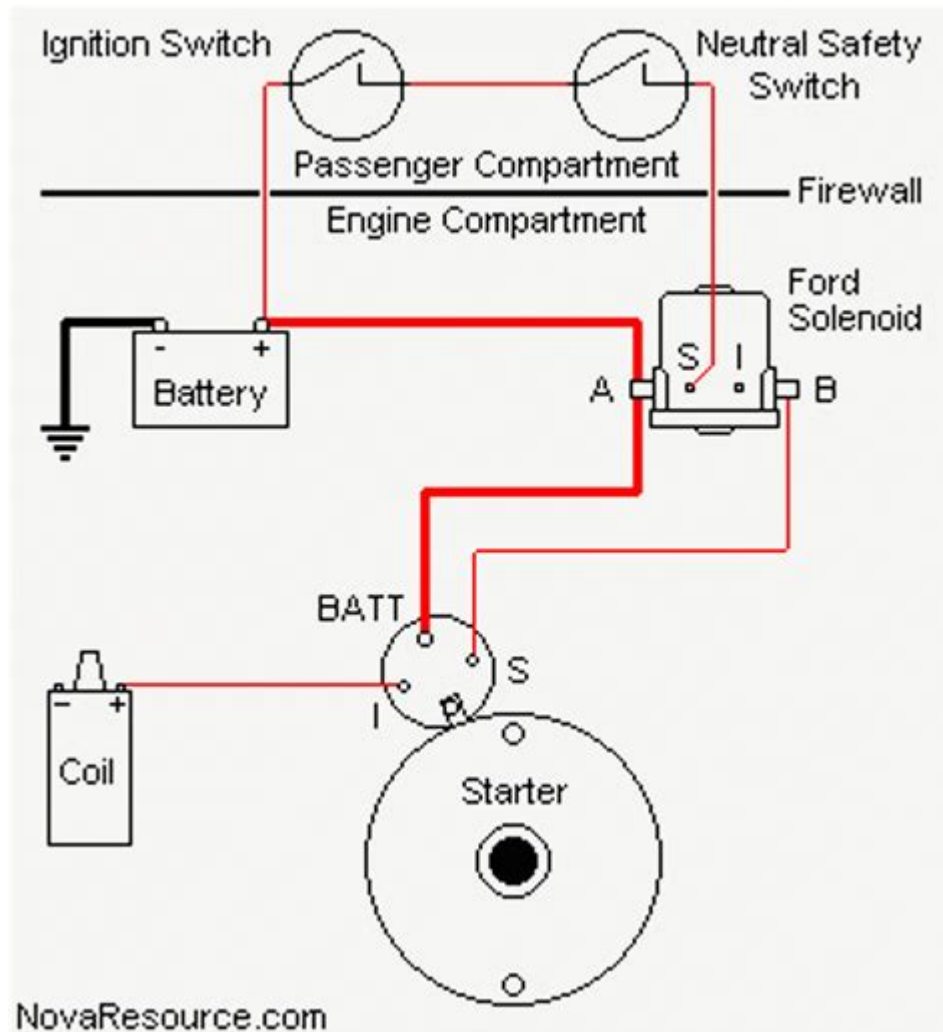 Ignition Switch
Neutral Safety
Switch
Passenger Compartment
Firewall
Engine Compartment
Ford
Solenoid
- +
Battery
S I
A
B
BATT
S
I
- +
Coil
Starter
NovaResource.com